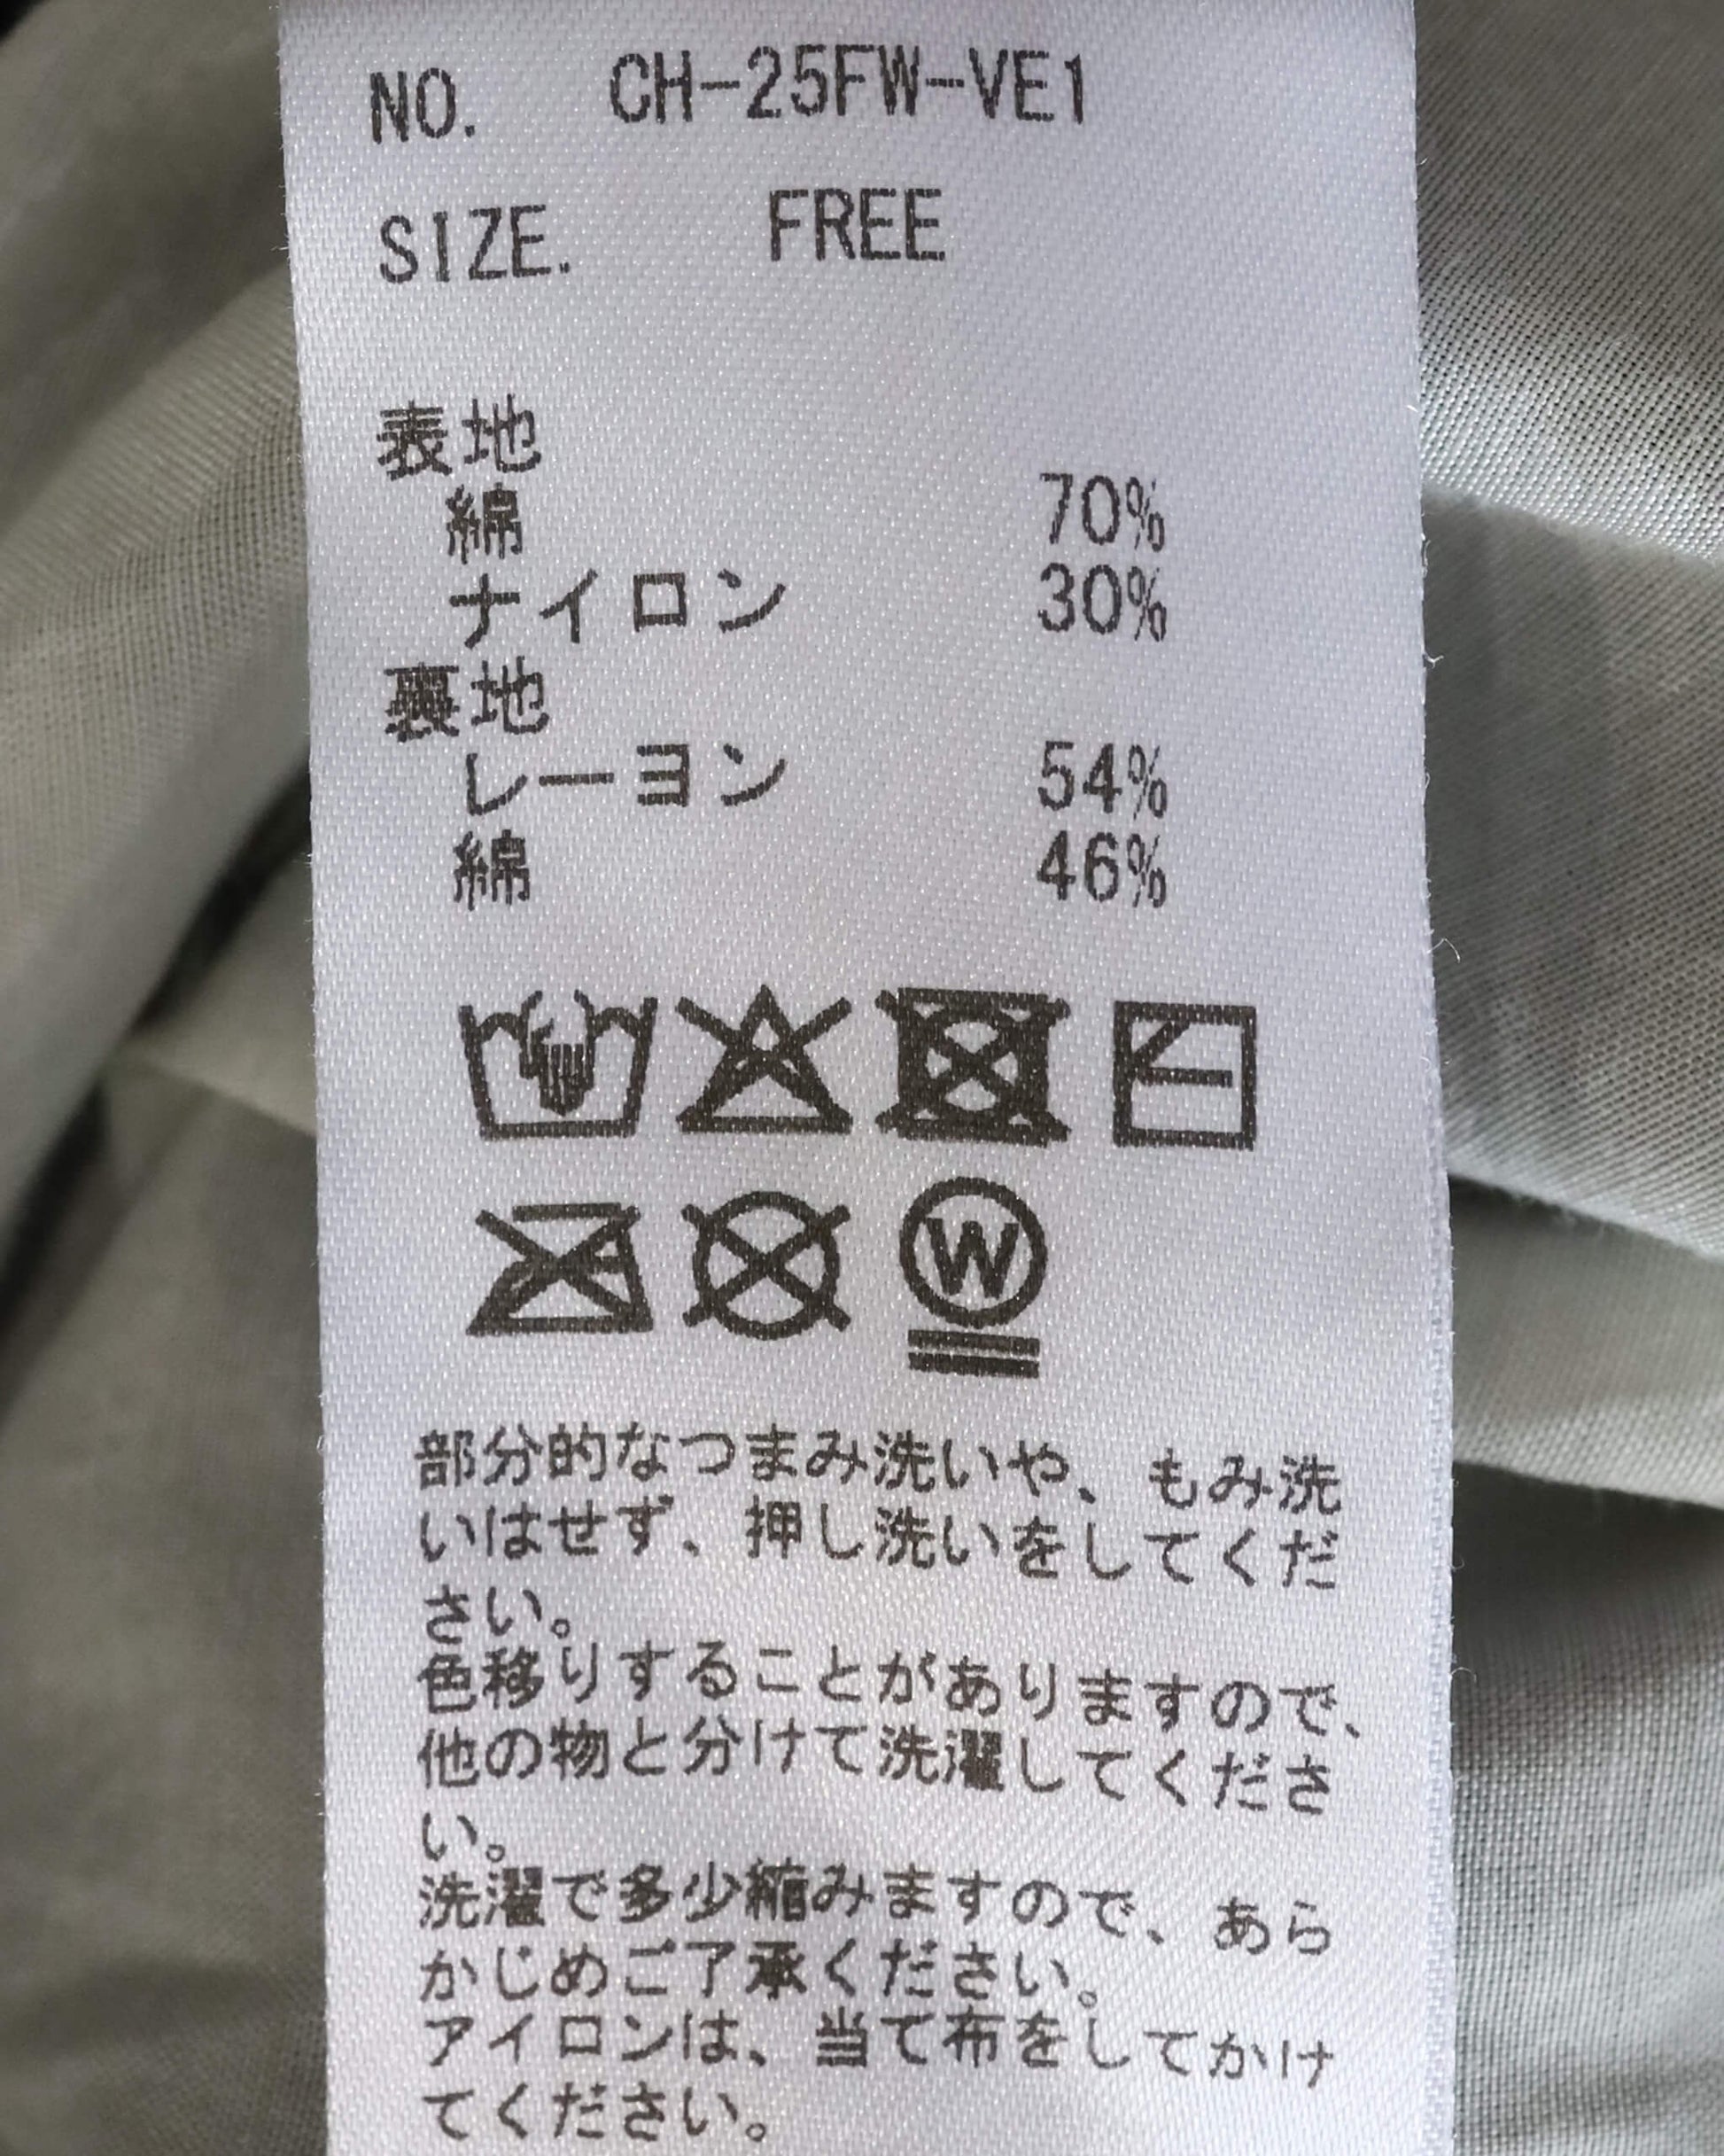 NO. CH-25FW-VE1
SIZE. FREE
表地
綿 70%
ナイロン 30%
裏地
レーヨン 54%
綿 46%
W
部分的なつまみ洗いや、もみ洗
いはせず、押し洗いをしてくだ
さい。
色移りすることがありますので、
他の物と分けて洗濯してくださ
い。
洗濯で多少縮みますので、あら
かじめご了承ください。
アイロンは、当て布をしてかけ
てください。